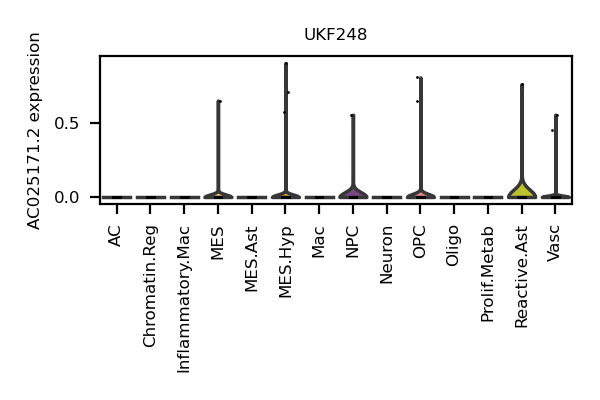 UKF248
AC025171.2 expression
0.5
0.0
AC
Chromatin.Reg
Inflammatory.Mac
MES
MES.Ast
MES.Hyp
Mac
NPC
Neuron
OPC
Oligo
Prolif.Metab
Reactive.Ast
Vasc